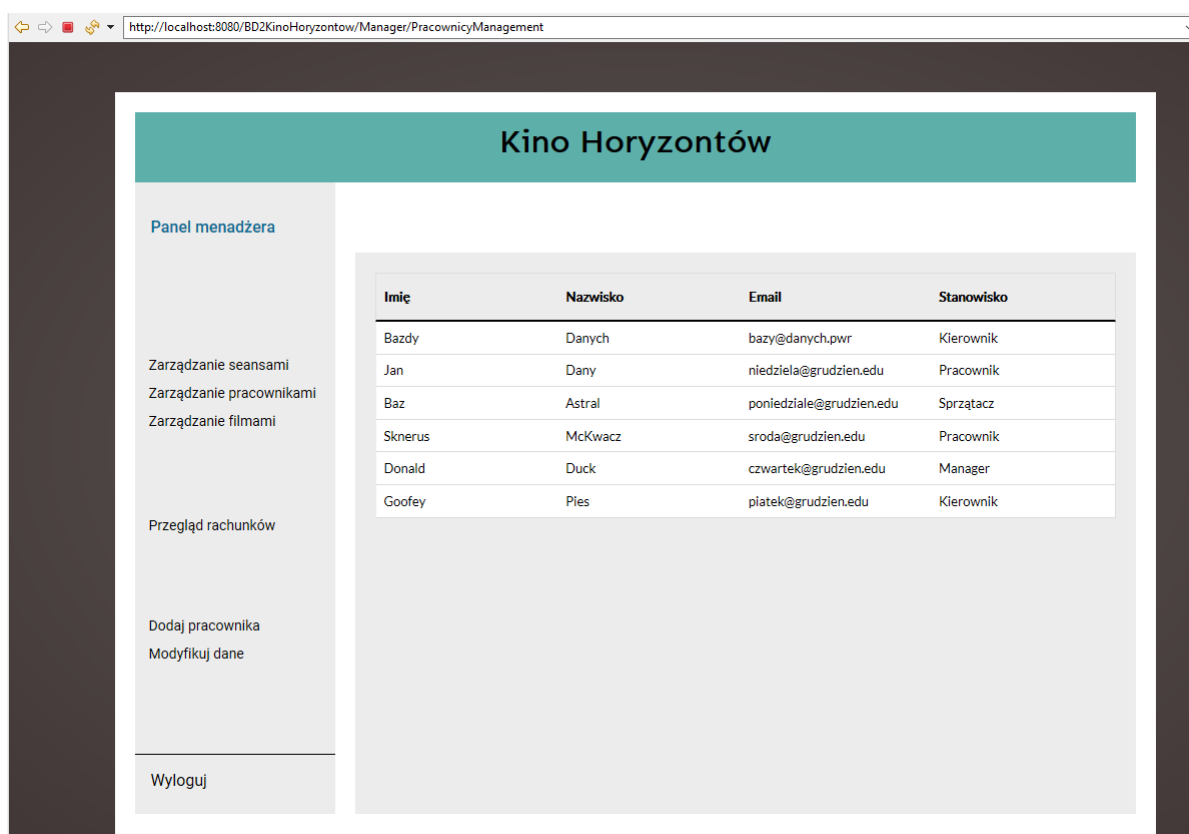 http://localhost:8080/BD2KinoHoryzontow/Manager/PracownicyManagement
Kino Horyzontów
Panel menadżera
Zarządzanie seansami
Zarządzanie pracownikami
Zarządzanie filmami
Przegląd rachunków
Dodaj pracownika
Modyfikuj dane
Wyloguj
Imię Nazwisko Email Stanowisko
Bazdy Danych bazy@danych.pwr Kierownik
Jan Dany niedziela@grudzien.edu Pracownik
Baz Astral poniedziale@grudzien.edu Sprzątacz
Sknerus McKwacz sroda@grudzien.edu Pracownik
Donald Duck czwartek@grudzien.edu Manager
Goofey Pies piatek@grudzien.edu Kierownik